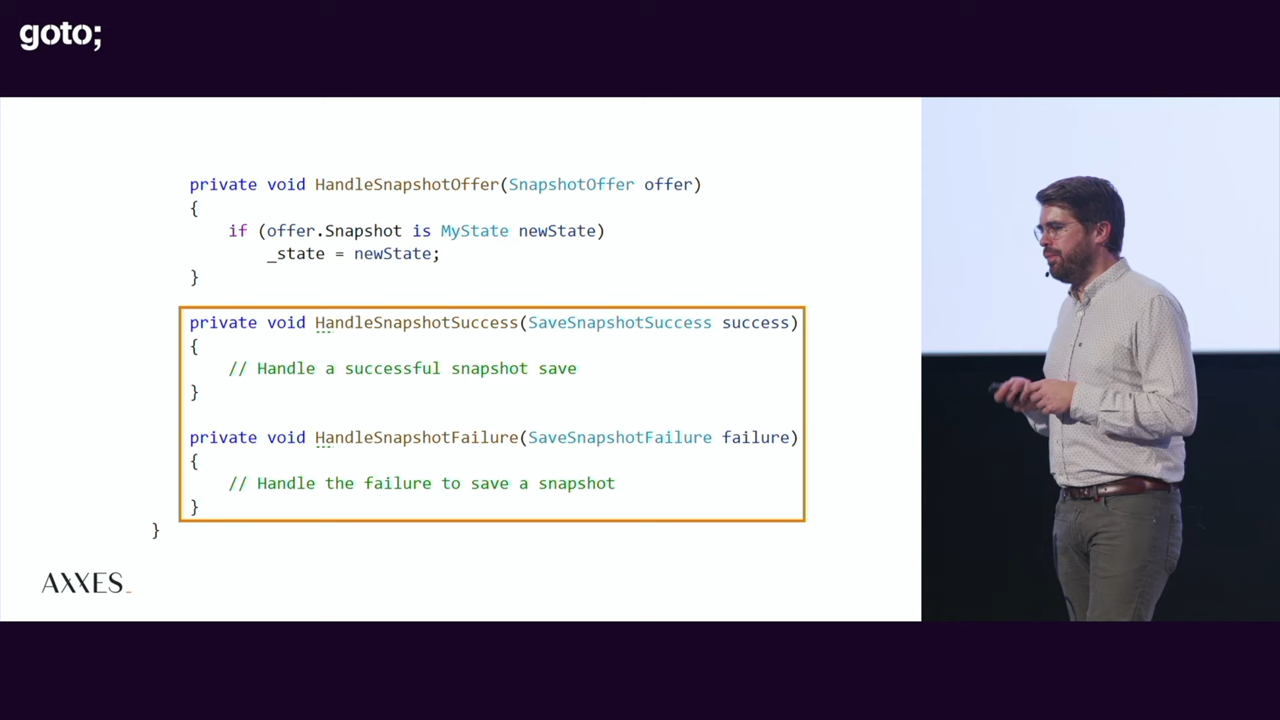 goto;
private void HandleSnapshotOffer(SnapshotOffer offer)
{
if (offer.Snapshot is MyState newState)
_state = newState;
}
private void HandleSnapshotSuccess(SaveSnapshotSuccess success)
{
// Handle a successful snapshot save
}
private void HandleSnapshotFailure(SaveSnapshotFailure failure)
{
// Handle the failure to save a snapshot
}
}
AXXES_